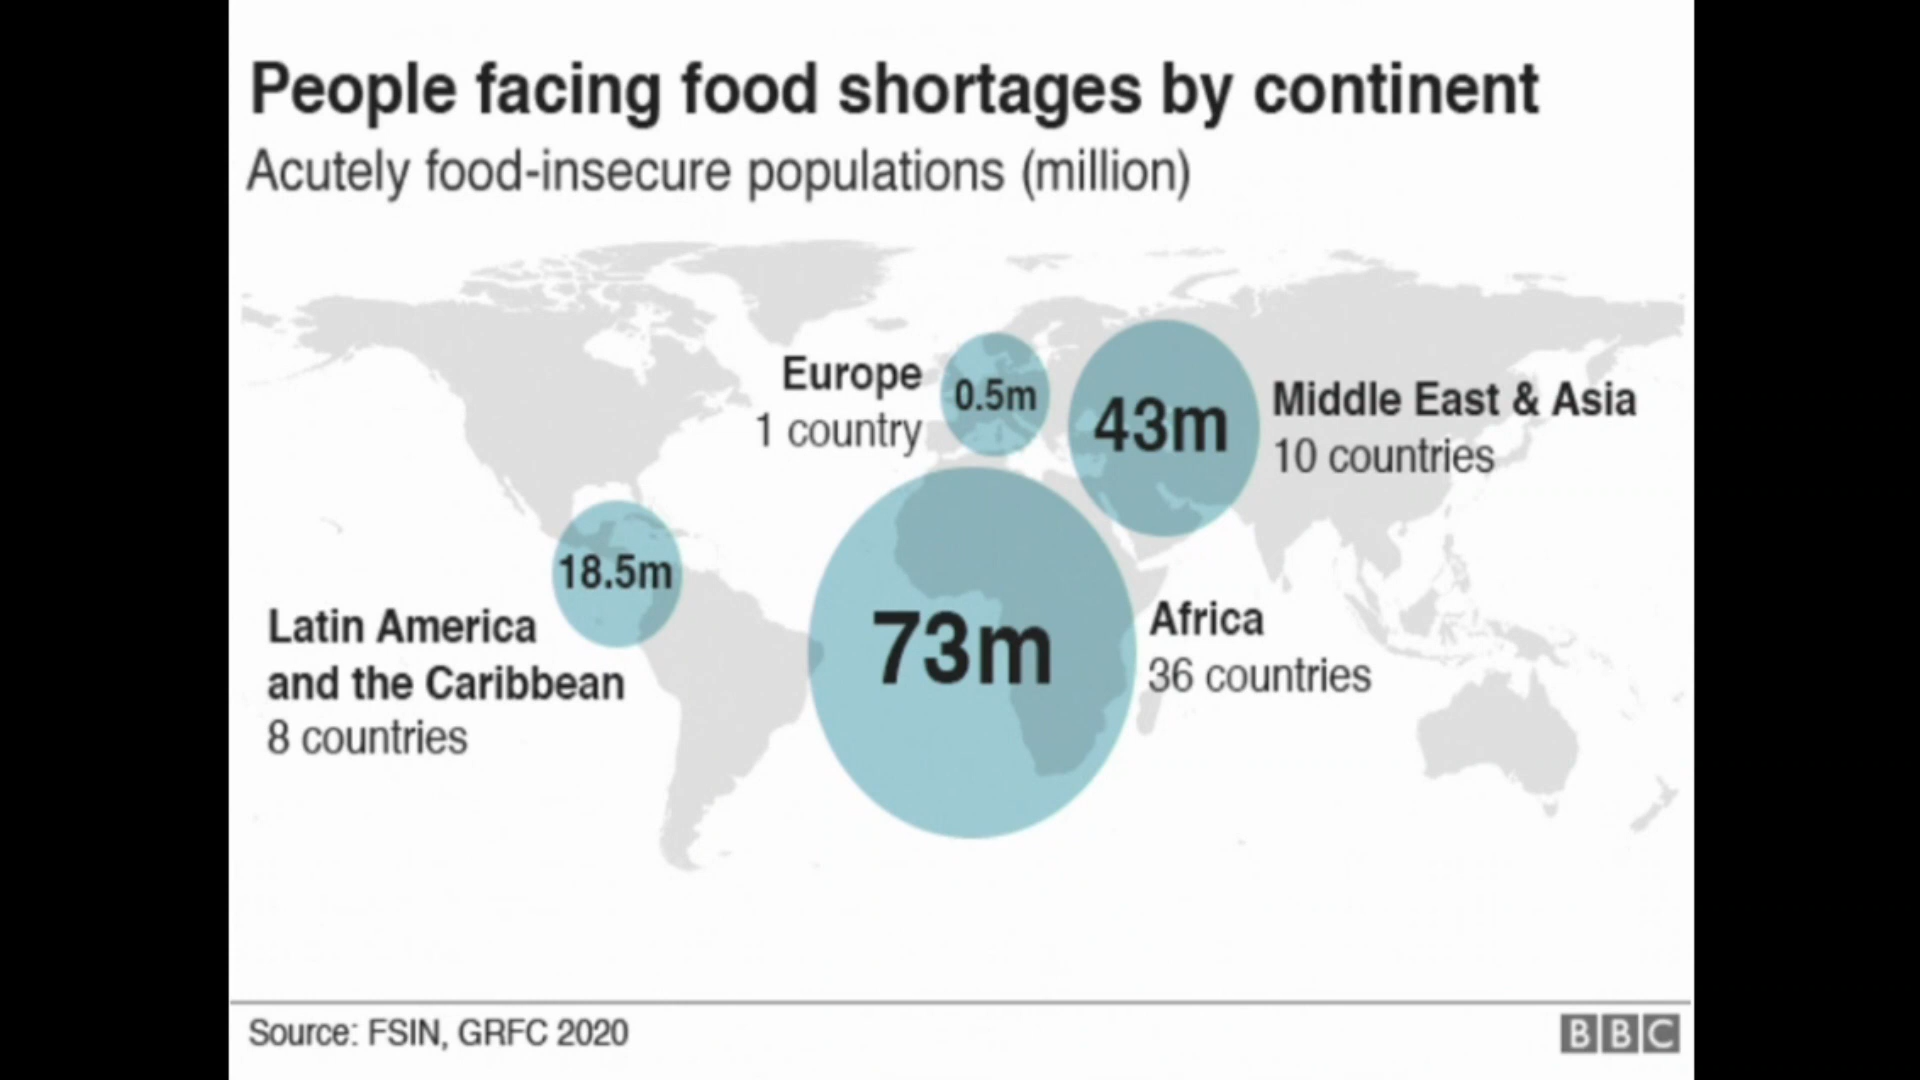 People facing food shortages by continent
Acutely food-insecure populations (million)
Europe
1 country
0.5m
43m
Middle East & Asia
10 countries
18.5m
Latin America
and the Caribbean
8 countries
73m
Africa
36 countries
Source: FSIN, GRFC 2020
BBC